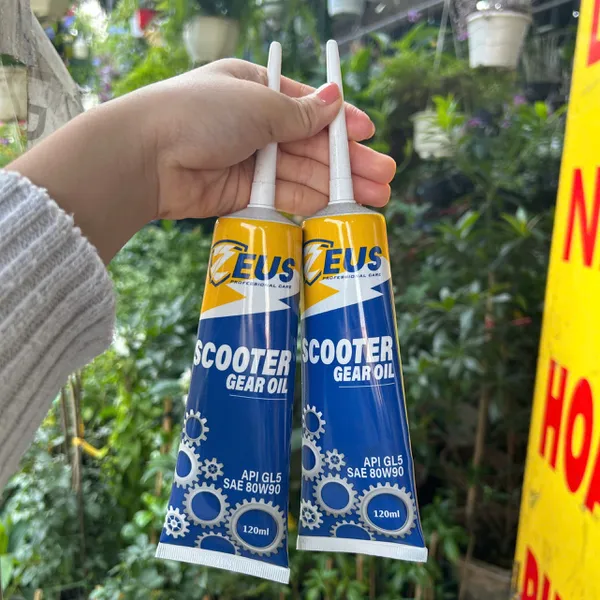 ZEUS
PROFESSIONAL CARE
SCOOTER
GEAR OIL
API GL5
SAE 80W90
120ml
ZEUS
PROFESSIONAL CARE
SCOOTER
GEAR OIL
API GL5
SAE 80W90
120ml